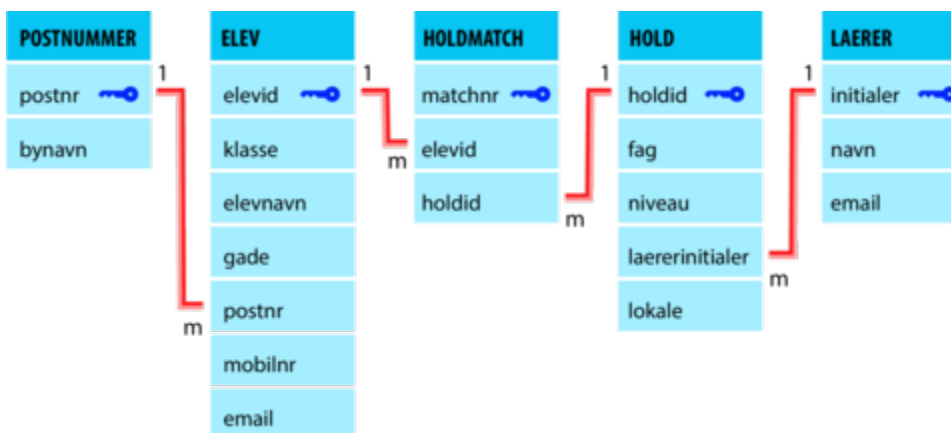 POSTNUMMER
postnr
bynavn
1
m
ELEV
elevid
klasse
elevnavn
gade
postnr
mobilnr
email
1
m
HOLDMATCH
matchnr
elevid
holdid
m
1
HOLD
holdid
fag
niveau
laererinitialer
lokale
1
m
LAERER
initialer
navn
email